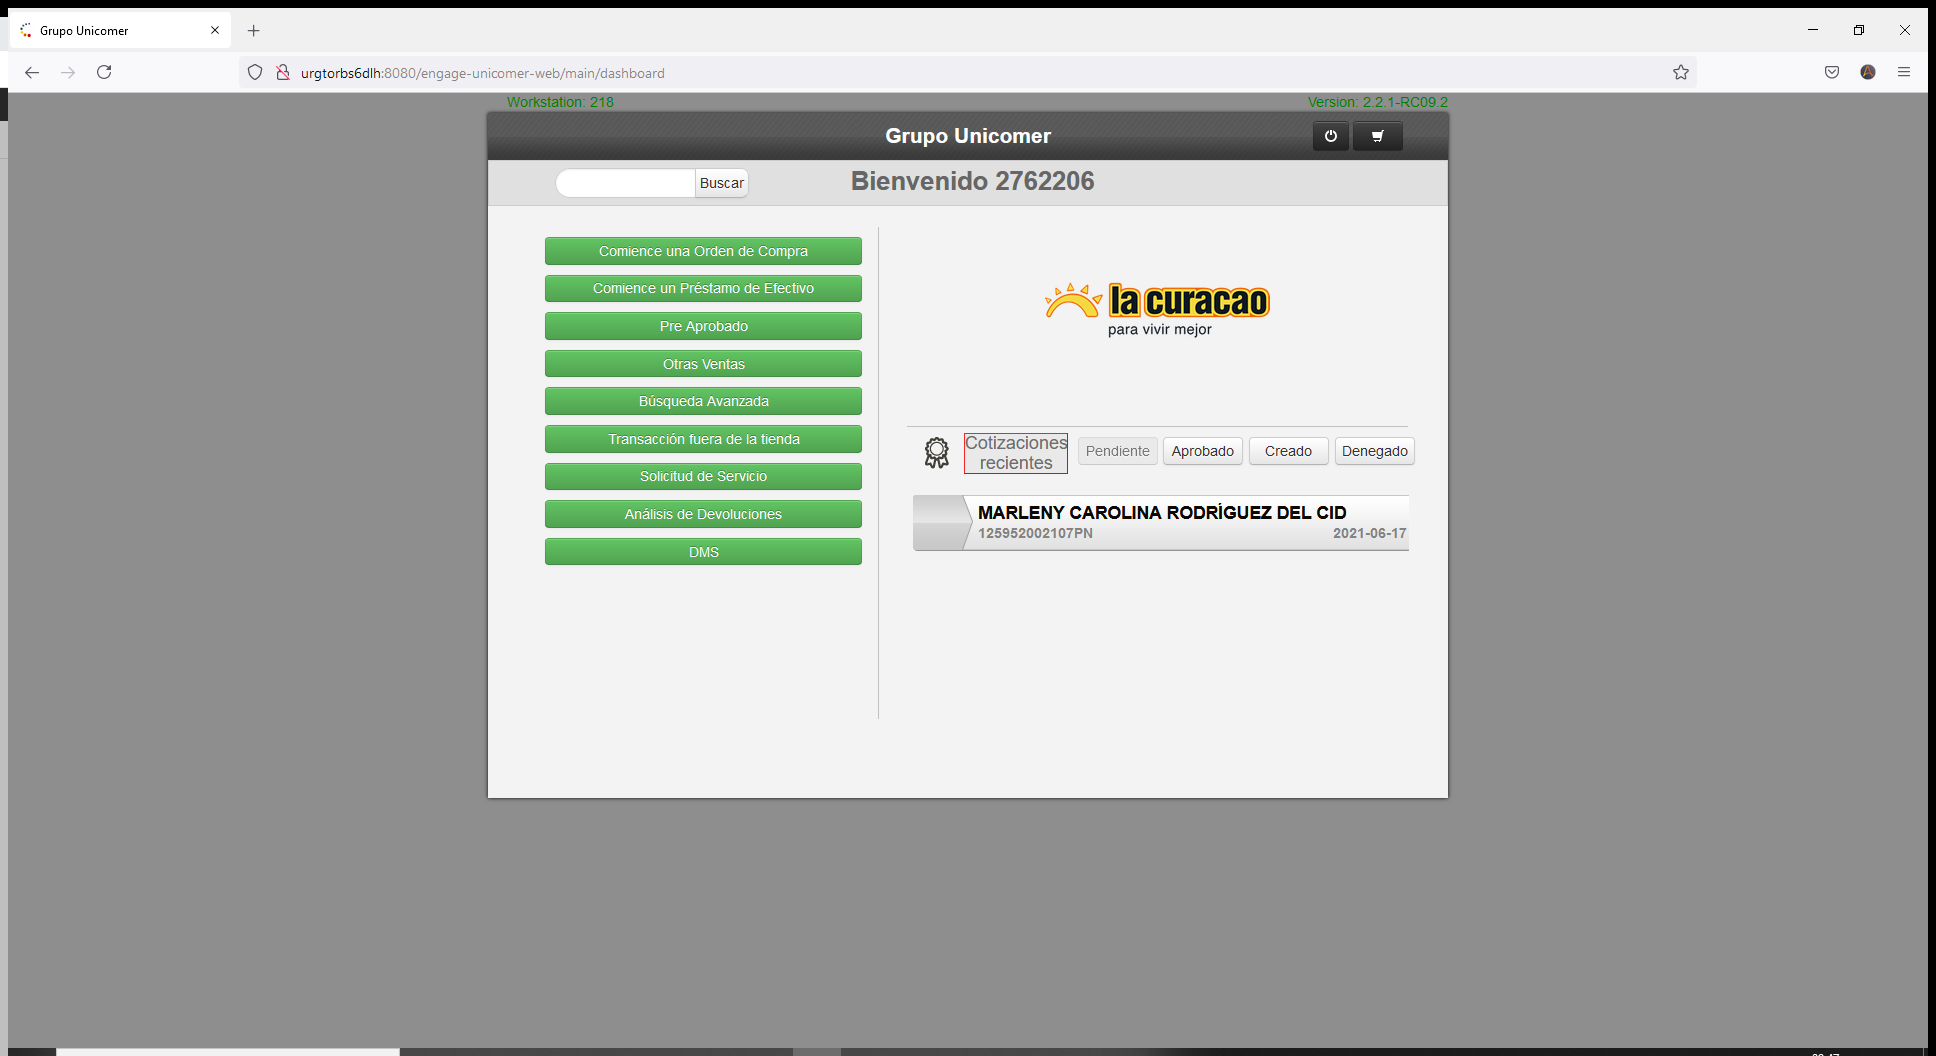 Grupo Unicomer
urgtorbs6dlh:8080/engage-unicomer-web/main/dashboard
Workstation: 218
Version: 2.2.1-RC09.2
Grupo Unicomer
Buscar
Bienvenido 2762206
Comience una Orden de Compra
Comience un Préstamo de Efectivo
Pre Aprobado
Otras Ventas
Búsqueda Avanzada
Transacción fuera de la tienda
Solicitud de Servicio
Análisis de Devoluciones
DMS
la curacao
para vivir mejor
Cotizaciones
recientes
Pendiente
Aprobado
Creado
Denegado
MARLENY CAROLINA RODRÍGUEZ DEL CID
125952002107PN
2021-06-17